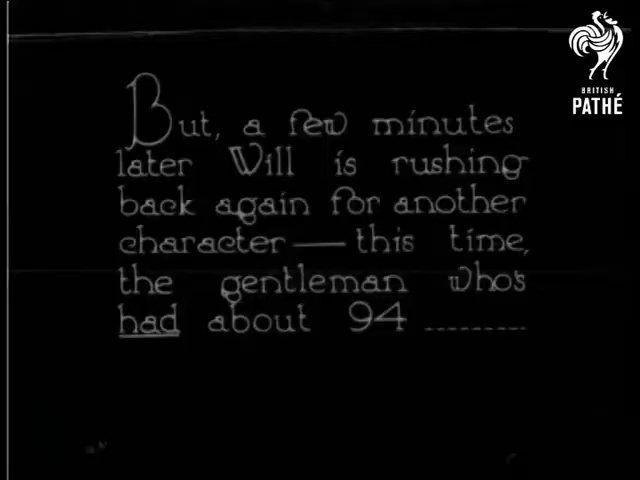 BRITISH
PATHÉ
But, a few minutes
later Will is rushing
back again for another
character — this time,
the gentleman who's
had about 94 ........